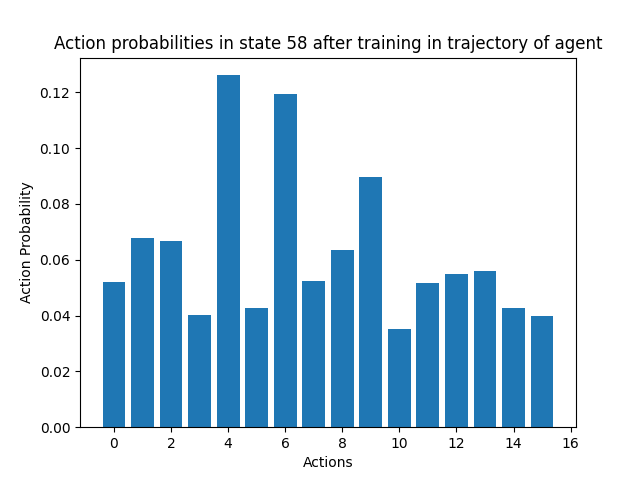 Action probabilities in state 58 after training in trajectory of agent
0.12
0.10
0.08
0.06
0.04
0.02
0.00
Action Probability
0 2 4 6 8 10 12 14 16
Actions